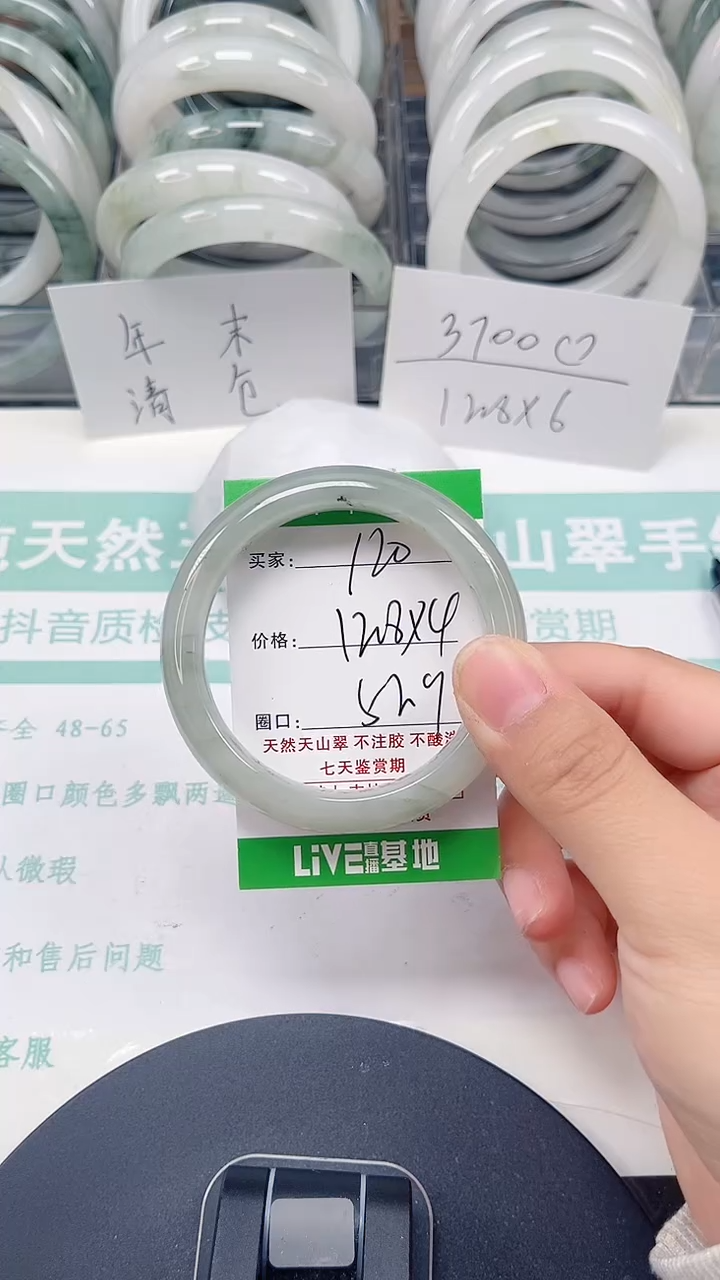 年末
清仓
3700
128X6
天然
山翠手
抖音质检
赏期
买家:120
价格:128X4
圈口:529
天然天山翠 不注胶 不酸
七天鉴赏期
LiVE直播基地
全 48-65
圈口颜色多飘两
微瑕
和售后问题
客服